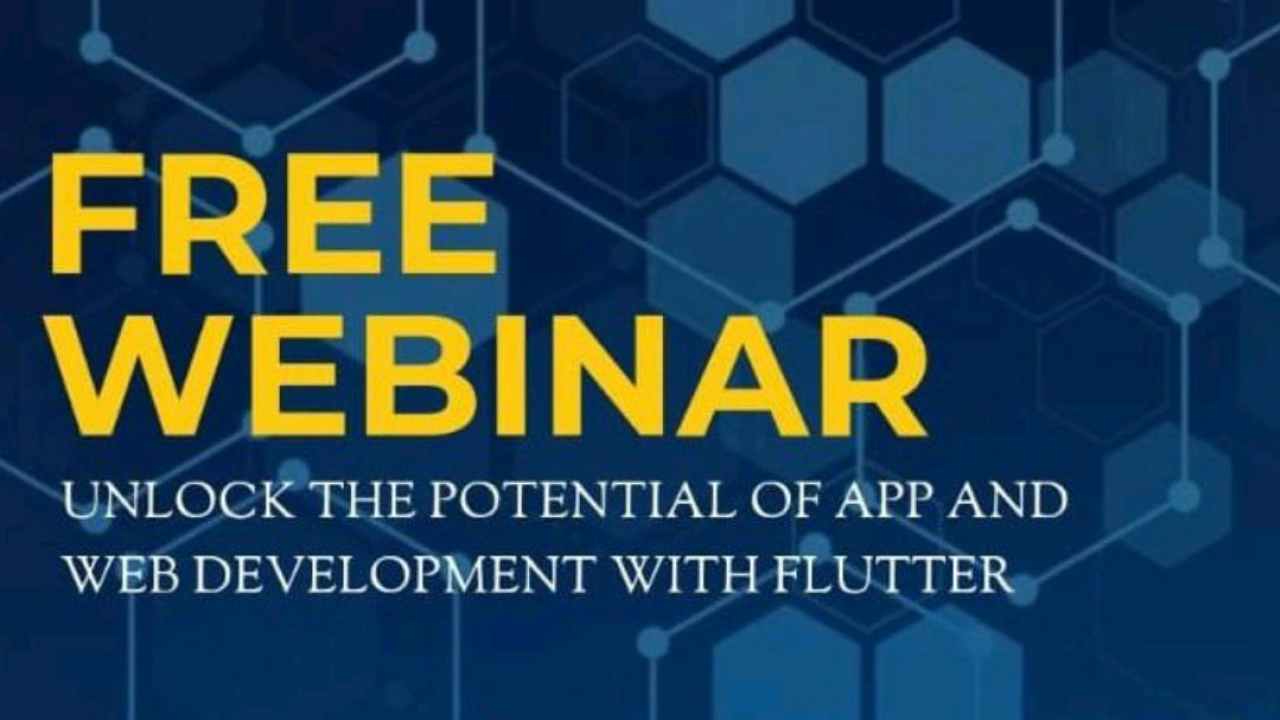 FREE
WEBINAR
UNLOCK THE POTENTIAL OF APP AND
WEB DEVELOPMENT WITH FLUTTER